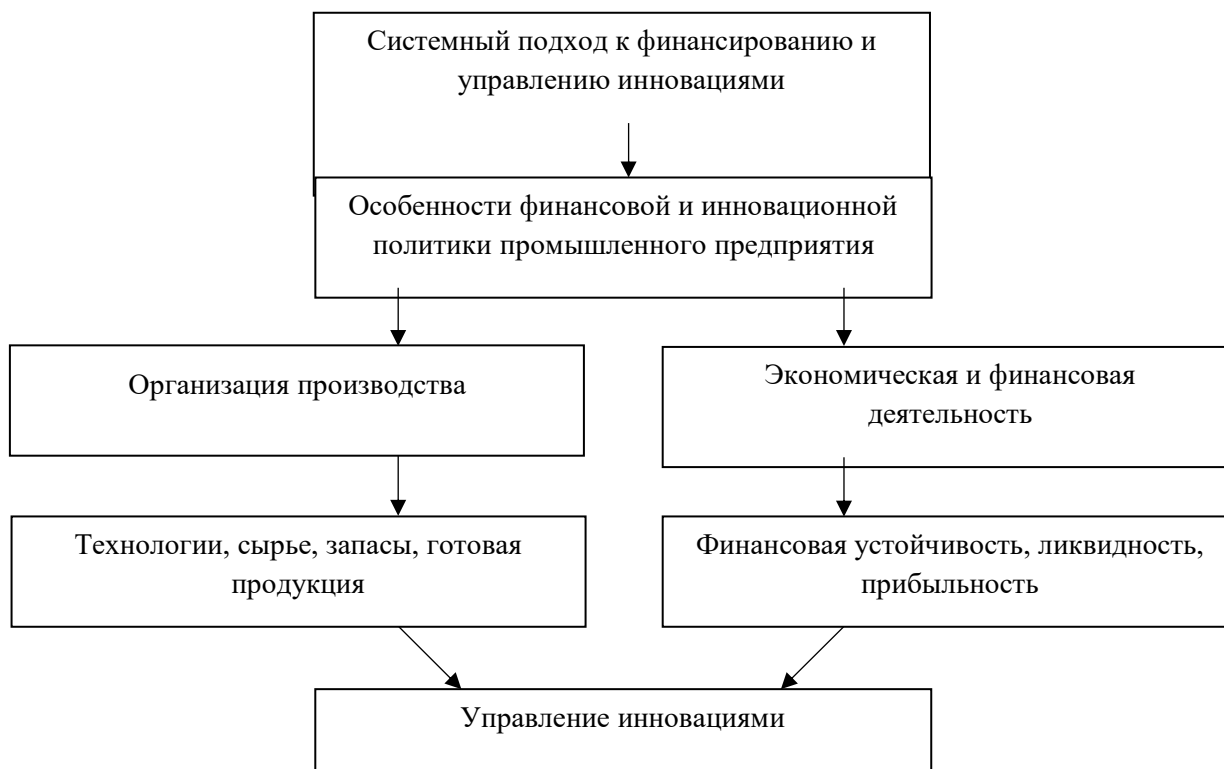 Системный подход к финансированию и
управлению инновациями
Особенности финансовой и инновационной
политики промышленного предприятия
Организация производства
Экономическая и финансовая
деятельность
Технологии, сырье, запасы, готовая
продукция
Финансовая устойчивость, ликвидность,
прибыльность
Управление инновациями